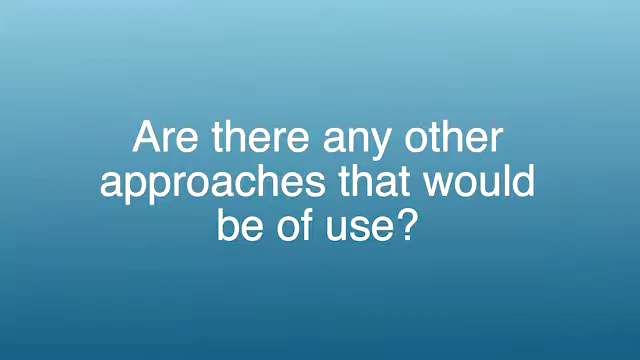 Are there any other
approaches that would
be of use?